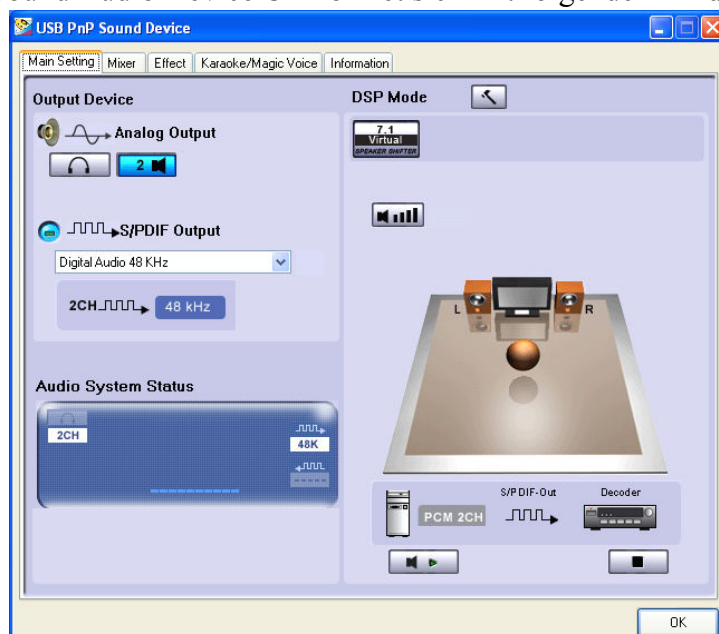 USB PnP Sound Device
Main Setting Mixer Effect Karaoke/Magic Voice Information
Output Device
Analog Output
2
S/PDIF Output
Digital Audio 48 KHz
2CH 48 kHz
Audio System Status
2CH
48K
DSP Mode
7.1
Virtual
SPEAKER SHIFTER
L R
S/PDIF-Out Decoder
PCM 2CH
OK